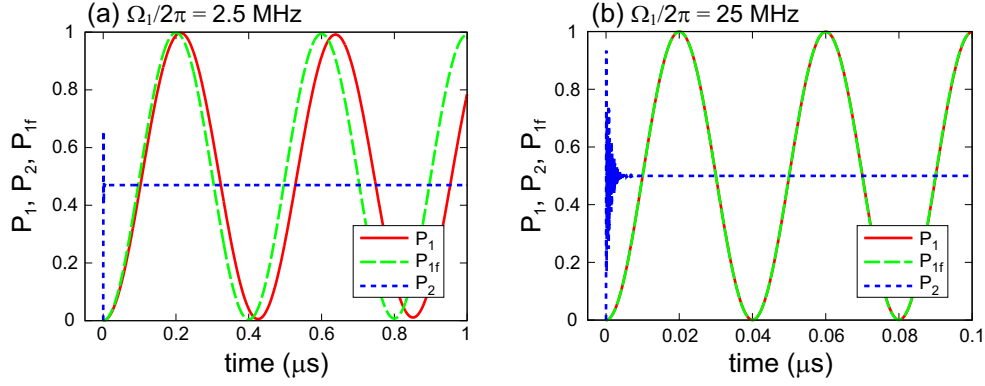 (a) Ω₁/2π = 2.5 MHz
P₁, P₂, P₁f
1
0.8
0.6
0.4
0.2
0
P₁
P₁f
P₂
0 0.2 0.4 0.6 0.8 1
time (μs)
(b) Ω₁/2π = 25 MHz
P₁, P₂, P₁f
1
0.8
0.6
0.4
0.2
0
P₁
P₁f
P₂
0 0.02 0.04 0.06 0.08 0.1
time (μs)